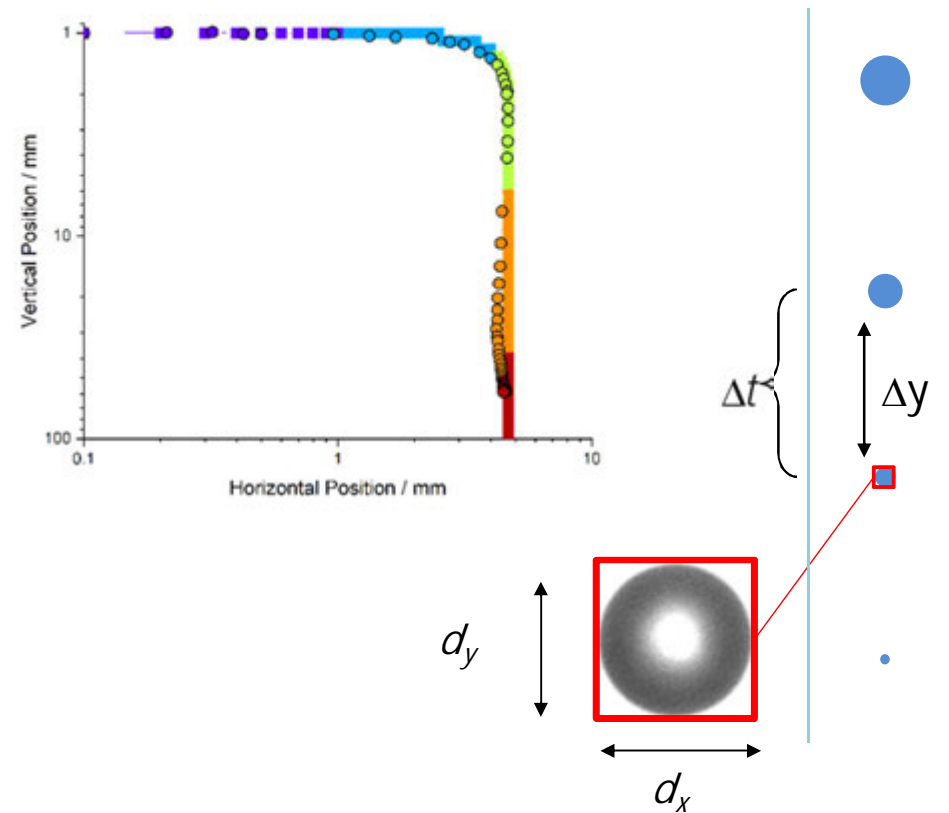 1
10
100
Vertical Position / mm
0.1
1
10
Horizontal Position / mm
Δt
Δy
dy
dx